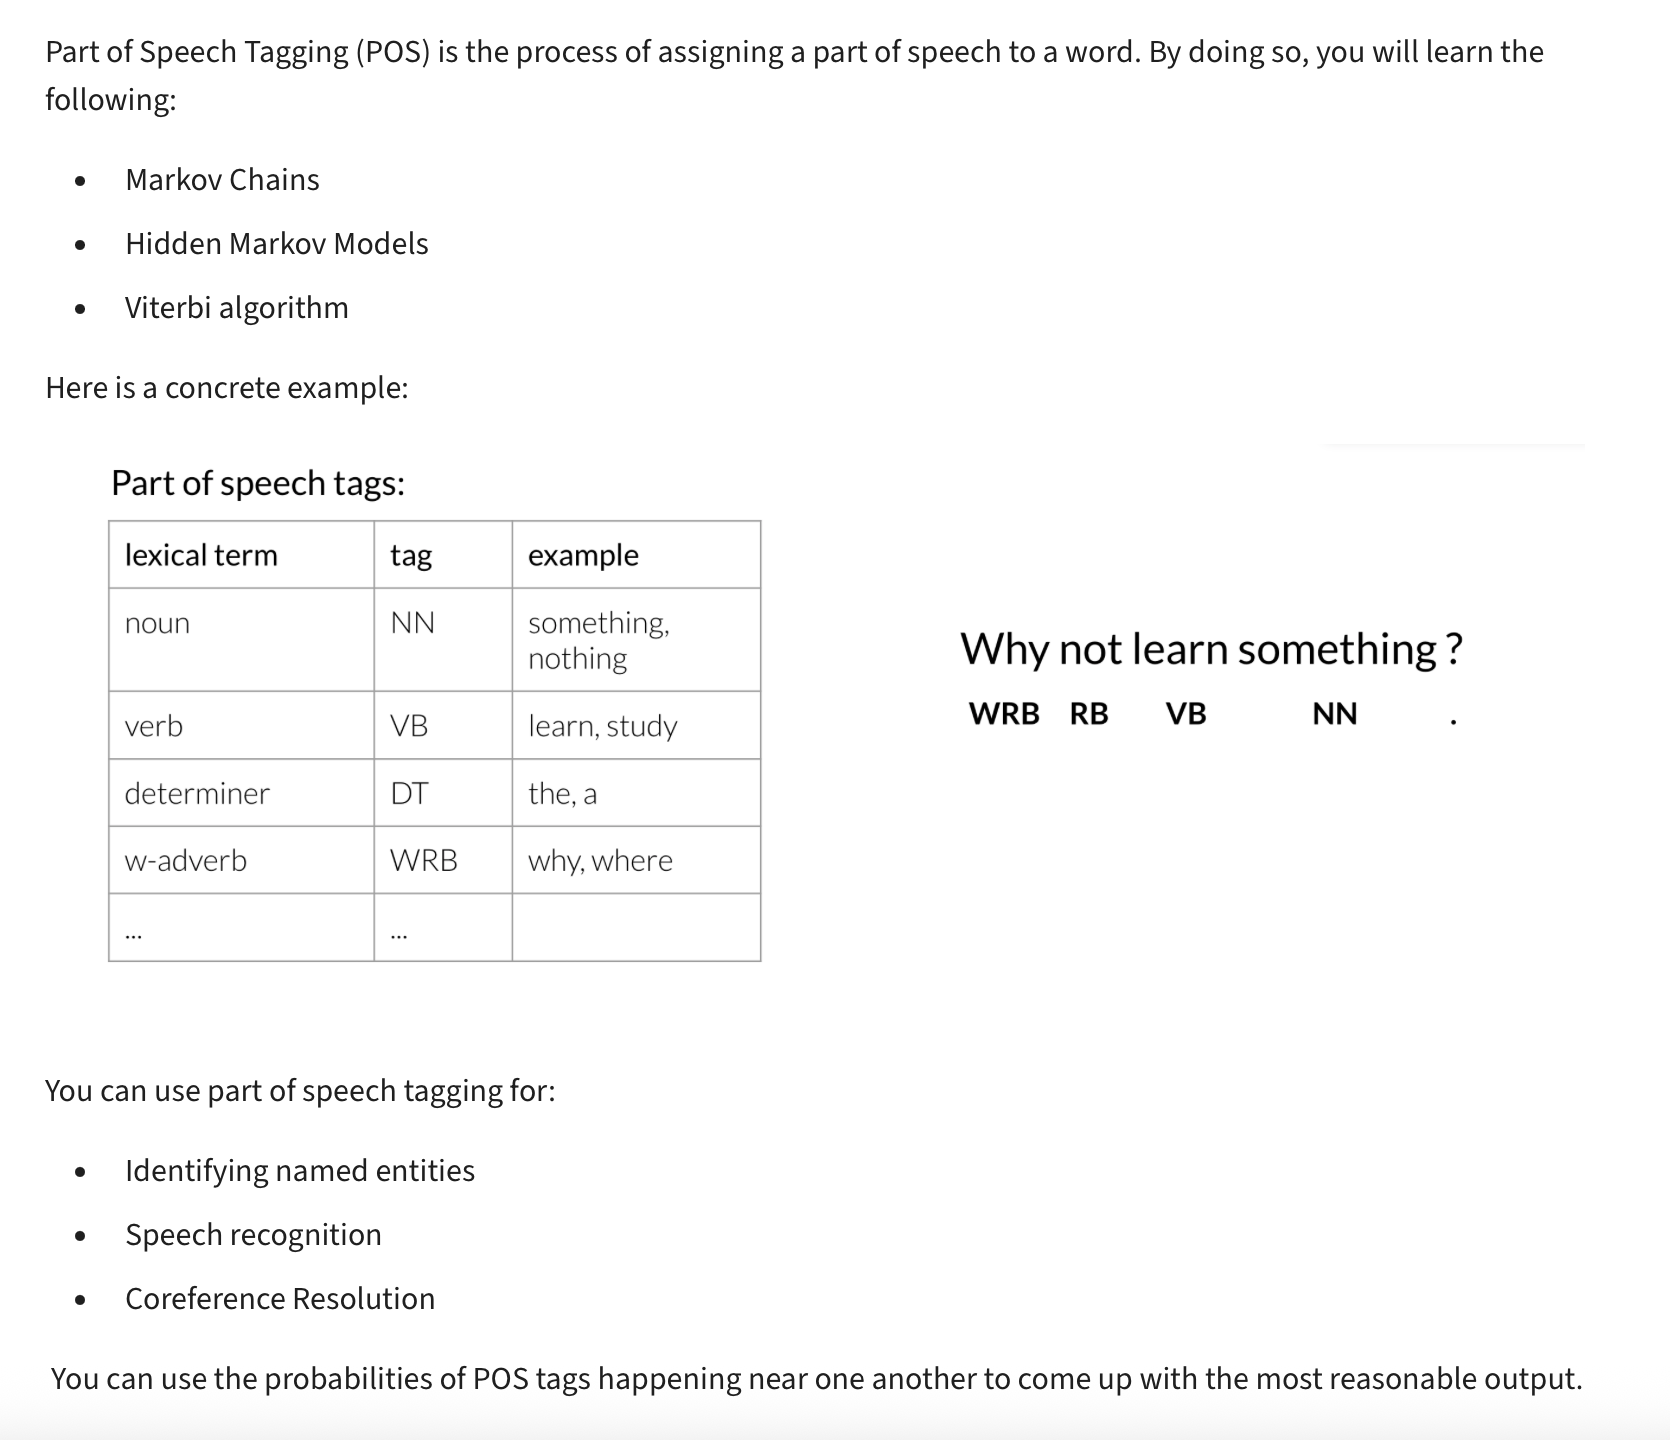 Part of Speech Tagging (POS) is the process of assigning a part of speech to a word. By doing so, you will learn the
following:
• Markov Chains
• Hidden Markov Models
• Viterbi algorithm
Here is a concrete example:
Part of speech tags:
lexical term tag example
noun NN something,
nothing
verb VB learn, study
determiner DT the, a
w-adverb WRB why, where
... ...
Why not learn something ?
WRB RB VB NN .
You can use part of speech tagging for:
• Identifying named entities
• Speech recognition
• Coreference Resolution
You can use the probabilities of POS tags happening near one another to come up with the most reasonable output.